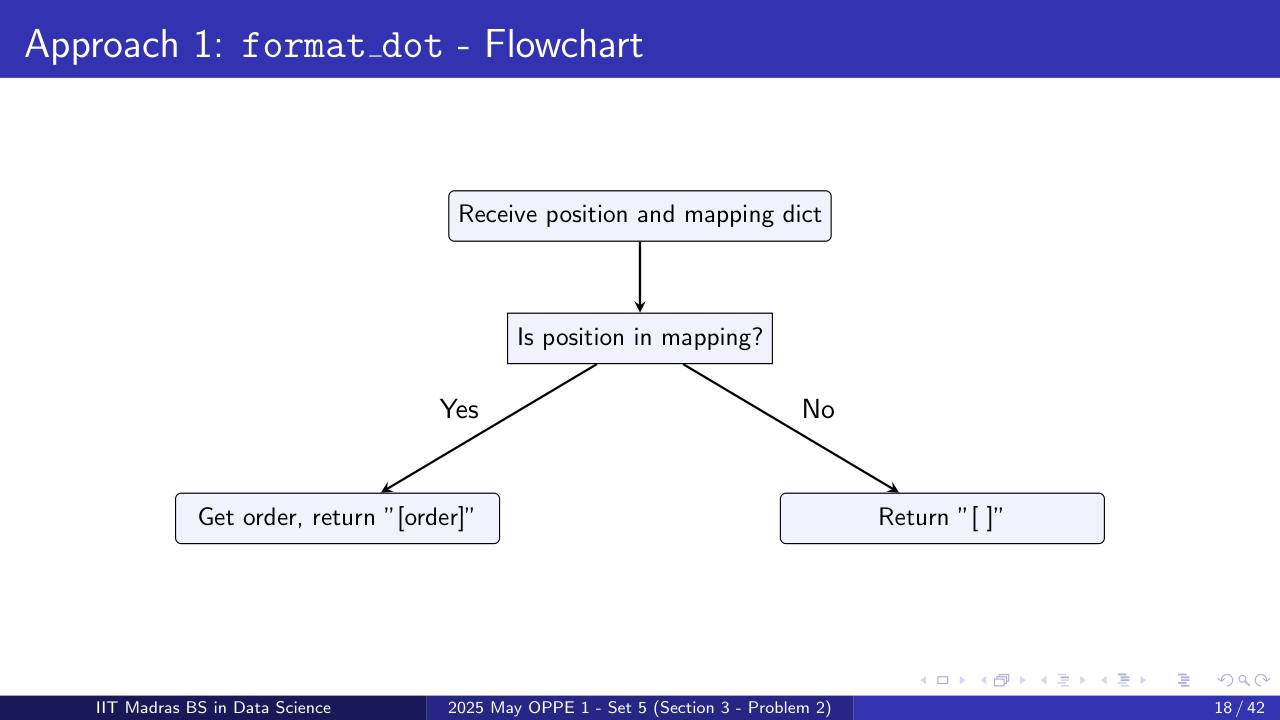 Approach 1: format_dot - Flowchart
Receive position and mapping dict
Is position in mapping?
Yes
No
Get order, return ”[order]”
Return ”[ ]”
IIT Madras BS in Data Science
2025 May OPPE 1 - Set 5 (Section 3 - Problem 2)
18 / 42